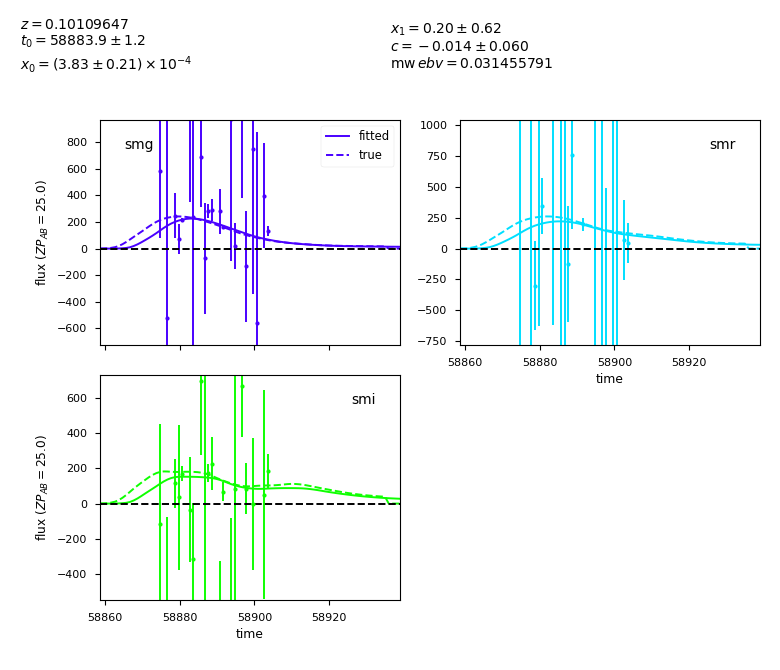 z = 0.10109647
t₀ = 58883.9 ± 1.2
x₀ = (3.83 ± 0.21) × 10⁻⁴
x₁ = 0.20 ± 0.62
c = −0.014 ± 0.060
mw ebv = 0.031455791
smg
fitted
true
800
600
400
200
0
−200
−400
−600
flux (ZP_AB = 25.0)
smr
1000
750
500
250
0
−250
−500
−750
58860 58880 58900 58920
time
smi
600
400
200
0
−200
−400
flux (ZP_AB = 25.0)
58860 58880 58900 58920
time